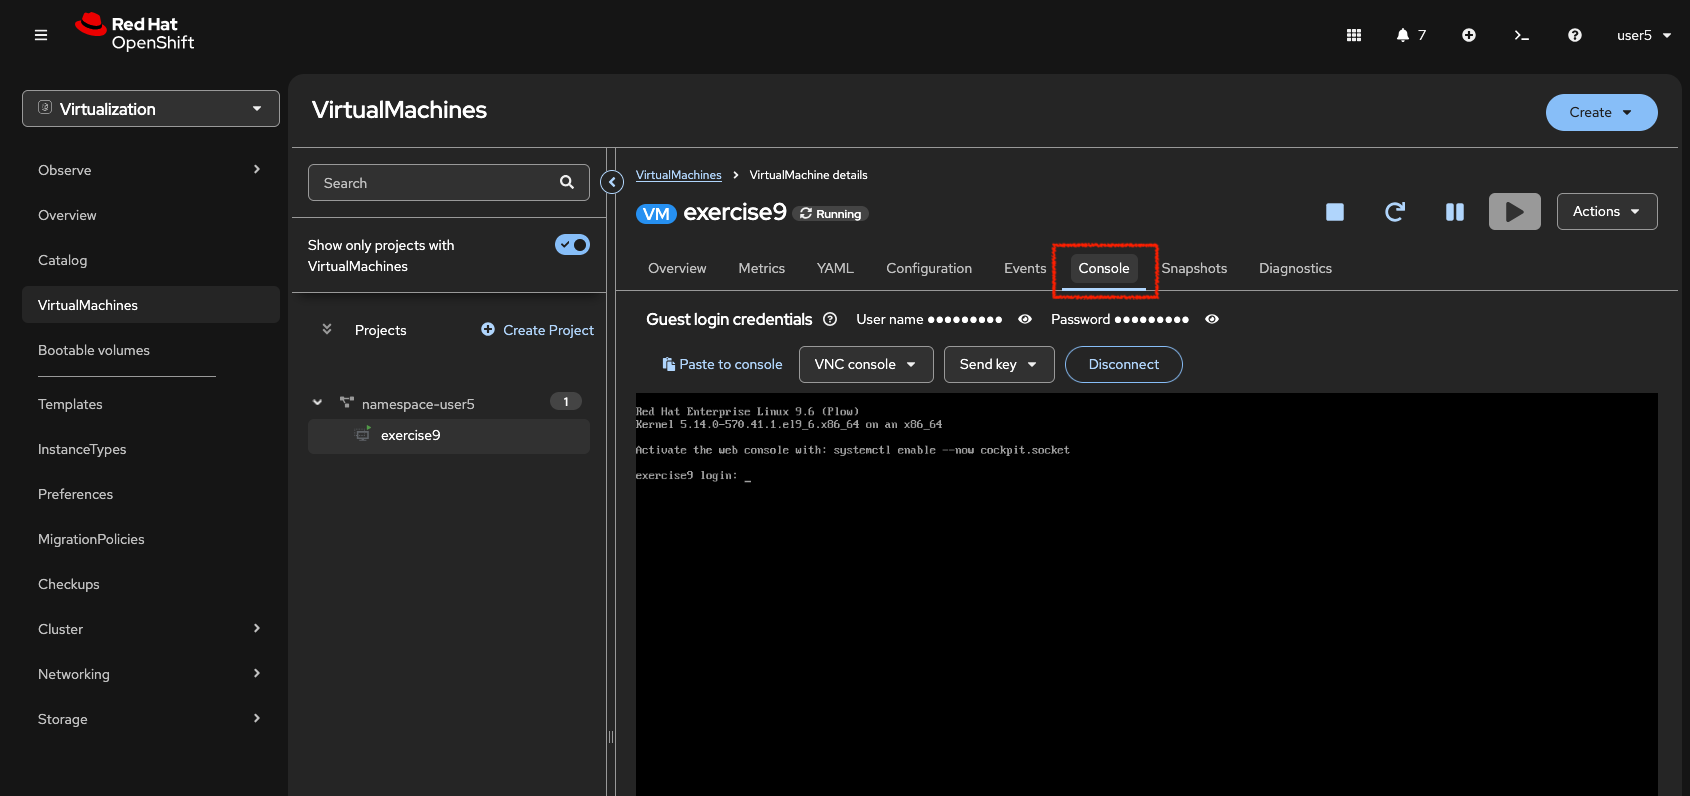 Red Hat
OpenShift
7
user5
Virtualization
Observe
Overview
Catalog
VirtualMachines
Bootable volumes
Templates
InstanceTypes
Preferences
MigrationPolicies
Checkups
Cluster
Networking
Storage
VirtualMachines
Create
Search
Show only projects with
VirtualMachines
Projects
Create Project
namespace-user5 1
exercise9
VirtualMachines > VirtualMachine details
VM exercise9 Running
Actions
Overview Metrics YAML Configuration Events Console Snapshots Diagnostics
Guest login credentials User name ●●●●●●●●● Password ●●●●●●●●●
Paste to console VNC console Send key Disconnect
Red Hat Enterprise Linux 9.6 (Plow)
Kernel 5.14.0-570.41.1.el9_6.x86_64 on an x86_64
Activate the web console with: systemctl enable --now cockpit.socket
exercise9 login: _